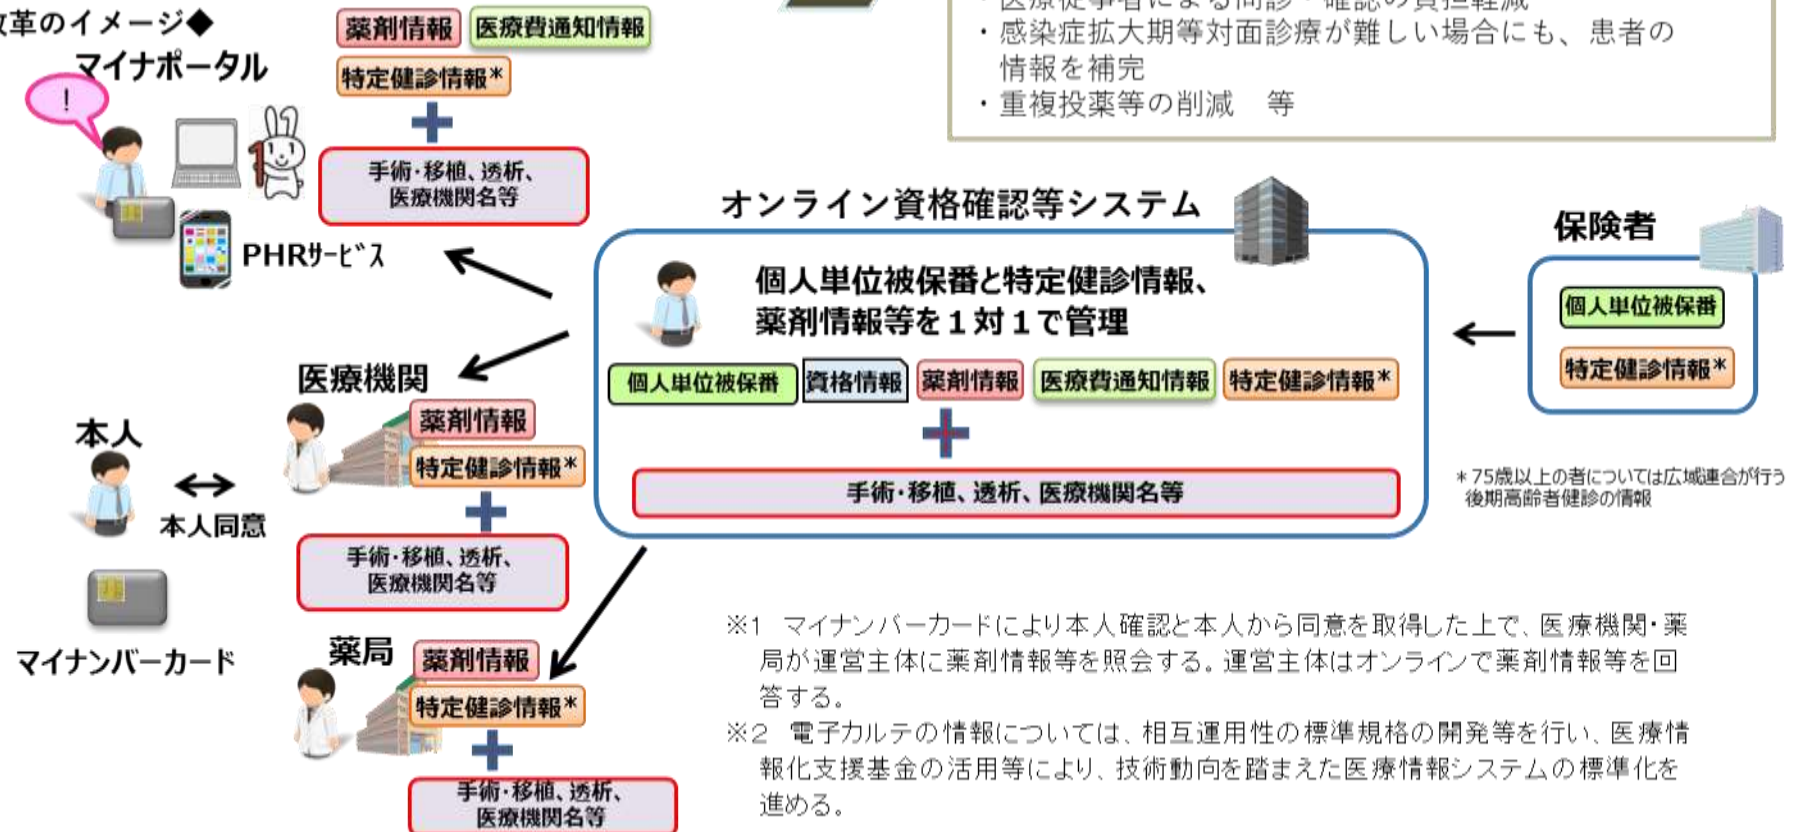 改革のイメージ◆
マイナポータル
!
薬剤情報
医療費通知情報
特定健診情報*
手術・移植、透析、
医療機関名等
PHRサービス
・医療従事者による問診・確認の負担軽減
・感染症拡大期等対面診療が難しい場合にも、患者の
情報を補完
・重複投薬等の削減　等
オンライン資格確認等システム
個人単位被保番と特定健診情報、
薬剤情報等を1対1で管理
個人単位被保番
資格情報
薬剤情報
医療費通知情報
特定健診情報*
手術・移植、透析、医療機関名等
保険者
個人単位被保番
特定健診情報*
*75歳以上の者については広域連合が行う
後期高齢者健診の情報
医療機関
薬剤情報
特定健診情報*
手術・移植、透析、
医療機関名等
本人
本人同意
マイナンバーカード
薬局
薬剤情報
特定健診情報*
手術・移植、透析、
医療機関名等
※1　マイナンバーカードにより本人確認と本人から同意を取得した上で、医療機関・薬
局が運営主体に薬剤情報等を照会する。運営主体はオンラインで薬剤情報等を回
答する。
※2　電子カルテの情報については、相互運用性の標準規格の開発等を行い、医療情
報化支援基金の活用等により、技術動向を踏まえた医療情報システムの標準化を
進める。